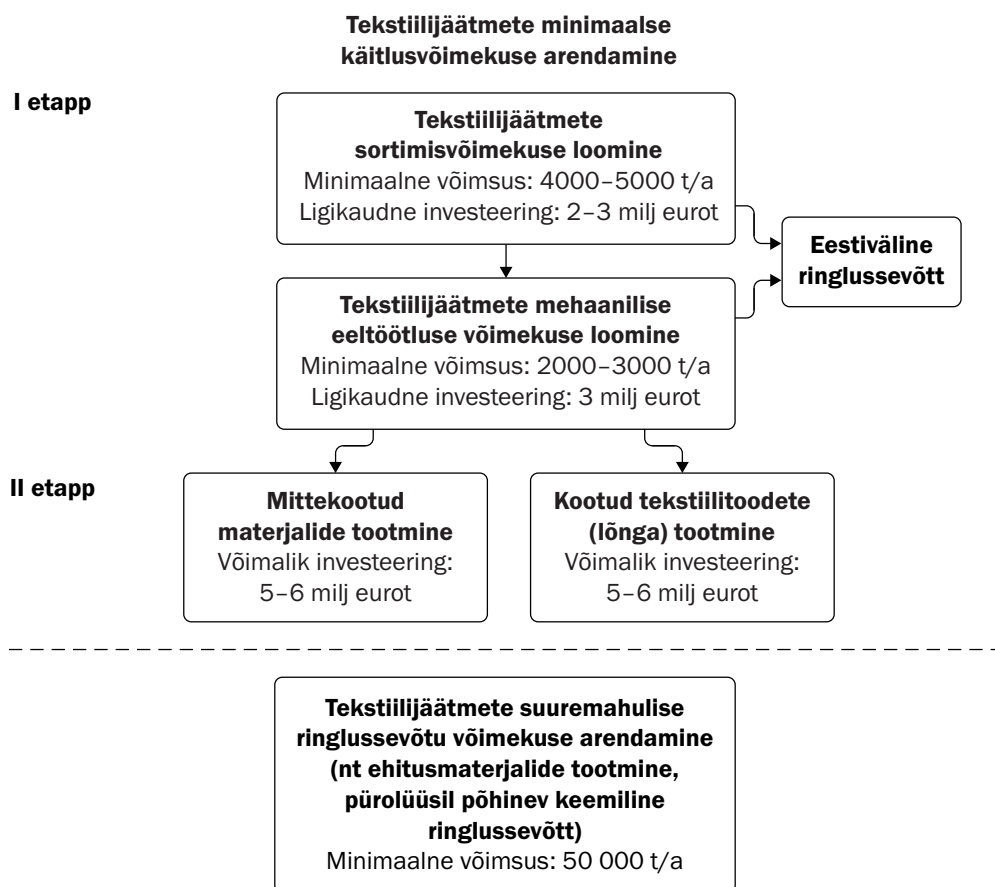 Tekstiilijäätmete minimaalse
käitlusvõimekuse arendamine
I etapp
Tekstiilijäätmete
sortimisvõimekuse loomine
Minimaalne võimsus: 4000–5000 t/a
Ligikaudne investeering: 2–3 milj eurot
Eestiväline
ringlussevõtt
Tekstiilijäätmete mehaanilise
eeltöötluse võimekuse loomine
Minimaalne võimsus: 2000–3000 t/a
Ligikaudne investeering: 3 milj eurot
II etapp
Mittekootud
materjalide tootmine
Võimalik investeering:
5–6 milj eurot
Kootud tekstiilitoodete
(lõnga) tootmine
Võimalik investeering:
5–6 milj eurot
Tekstiilijäätmete suuremahulise
ringlussevõtu võimekuse arendamine
(nt ehitusmaterjalide tootmine,
pürolüüsil põhinev keemiline
ringlussevõtt)
Minimaalne võimsus: 50 000 t/a